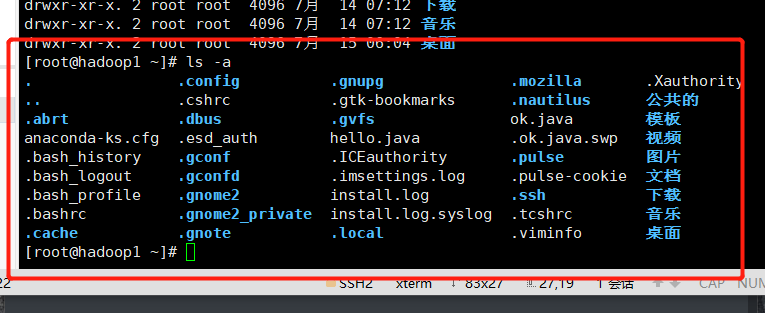 drwxr-xr-x. 2 root root  4096 7月   14 07:12 下载
drwxr-xr-x. 2 root root  4096 7月   14 07:12 音乐
drwxr-xr-x. 2 root root  4096 7月   15 06:04 桌面
[root@hadoop1 ~]# ls -a
.                .config          .gnupg              .mozilla        .Xauthority
..               .cshrc           .gtk-bookmarks      .nautilus       公共的
.abrt            .dbus            .gvfs               ok.java         模板
anaconda-ks.cfg  .esd_auth        hello.java          .ok.java.swp    视频
.bash_history    .gconf           .ICEauthority       .pulse          图片
.bash_logout     .gconfd          .imsettings.log     .pulse-cookie   文档
.bash_profile    .gnome2          install.log         .ssh            下载
.bashrc          .gnome2_private  install.log.syslog  .tcshrc         音乐
.cache           .gnote           .local              .viminfo        桌面
[root@hadoop1 ~]#
22 SSH2 xterm 83x27 27,19 1 会话 CAP NUM